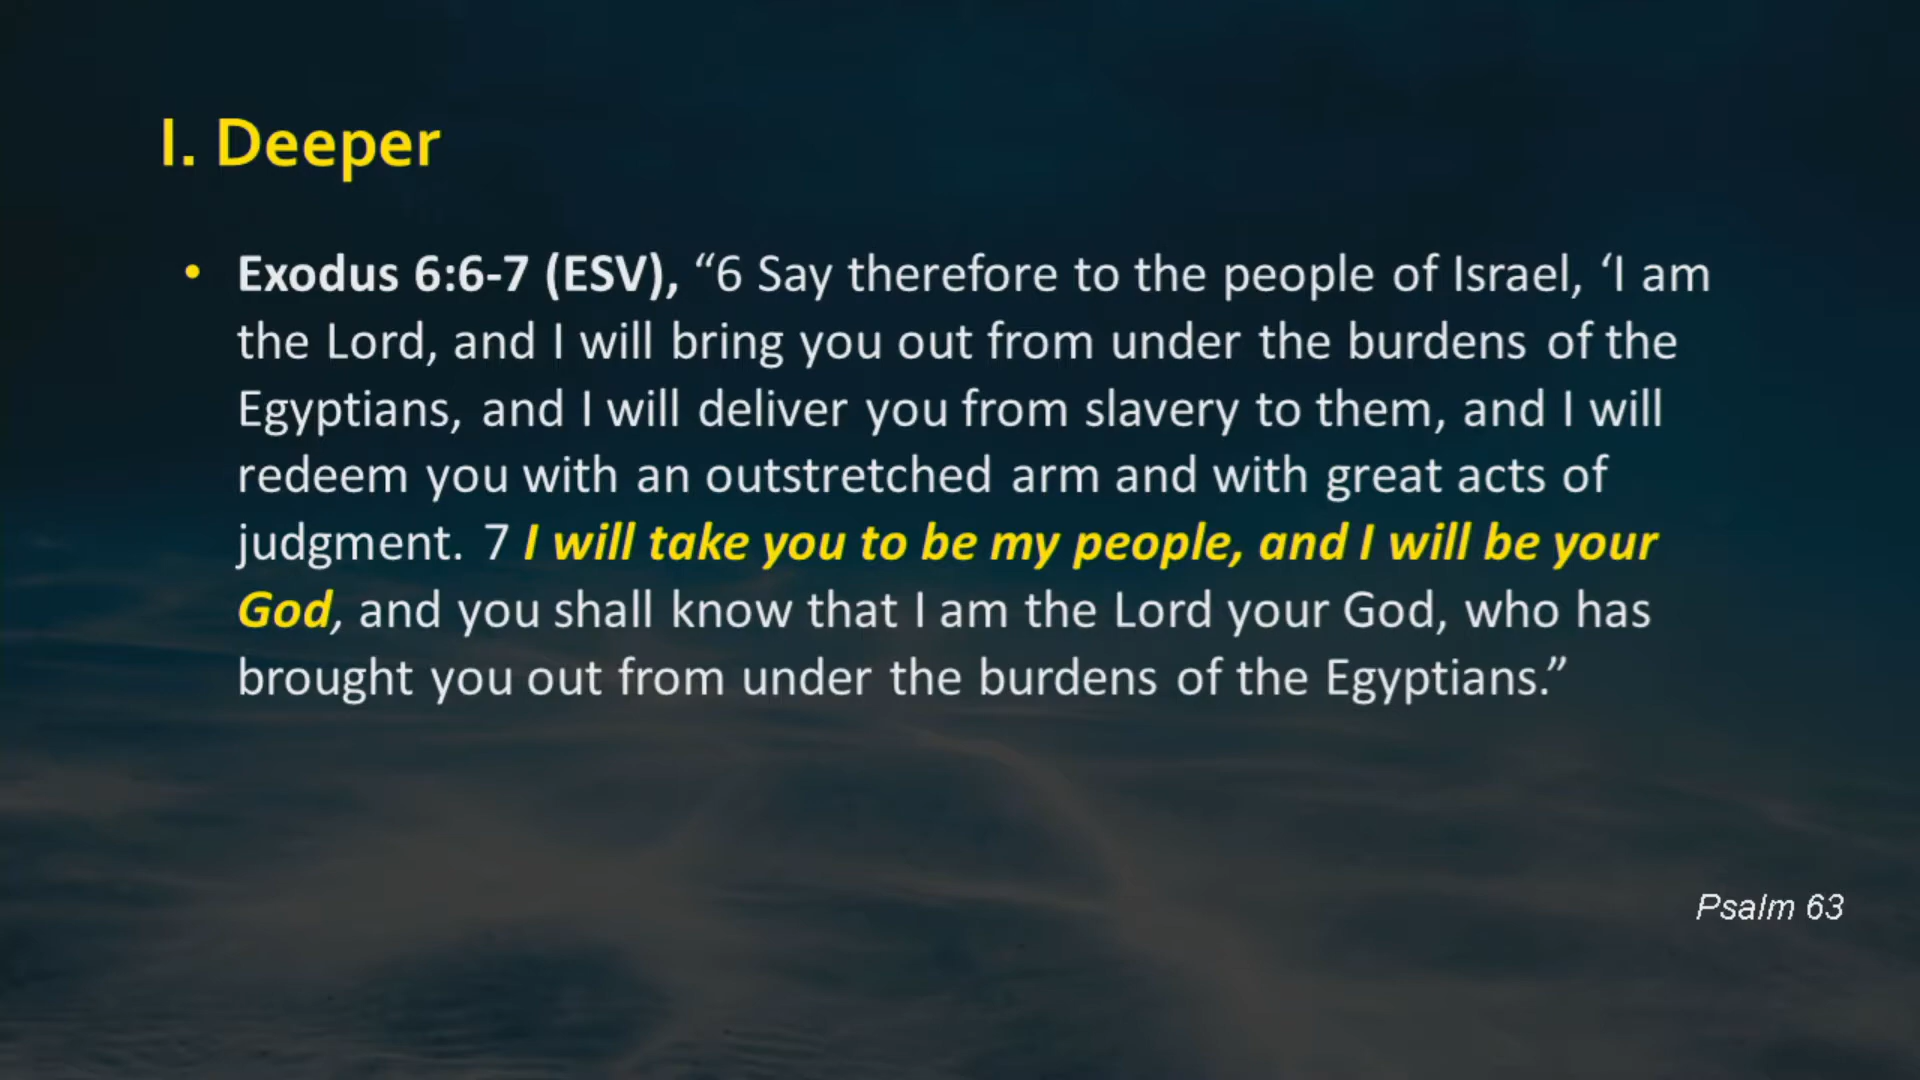 I. Deeper
• Exodus 6:6-7 (ESV), “6 Say therefore to the people of Israel, ‘I am
the Lord, and I will bring you out from under the burdens of the
Egyptians, and I will deliver you from slavery to them, and I will
redeem you with an outstretched arm and with great acts of
judgment. 7 I will take you to be my people, and I will be your
God, and you shall know that I am the Lord your God, who has
brought you out from under the burdens of the Egyptians.”
Psalm 63